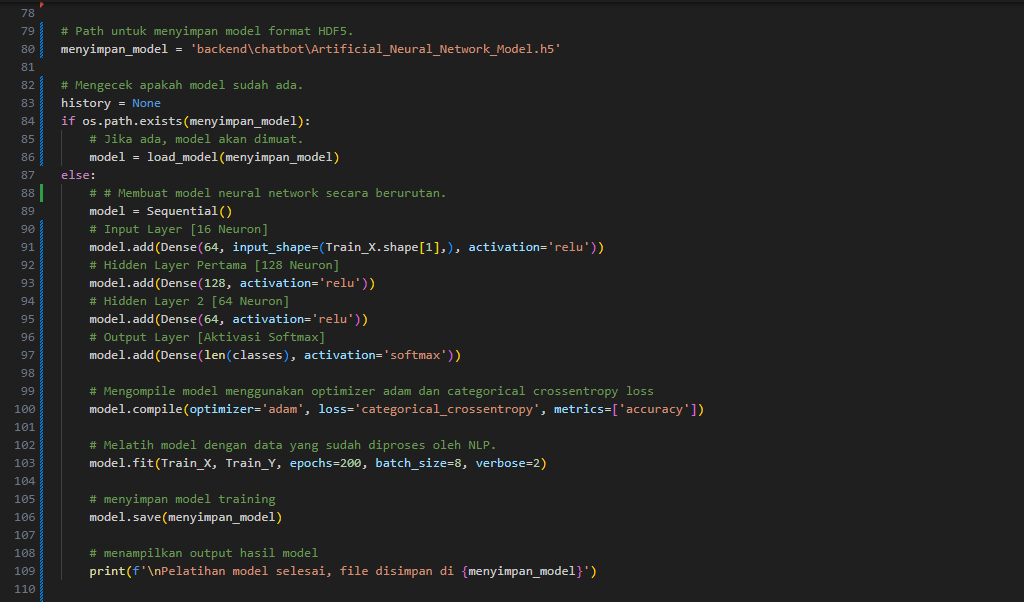 78
79 # Path untuk menyimpan model format HDF5.
80 menyimpan_model = 'backend\chatbot\Artificial_Neural_Network_Model.h5'
81
82 # Mengecek apakah model sudah ada.
83 history = None
84 if os.path.exists(menyimpan_model):
85     # Jika ada, model akan dimuat.
86     model = load_model(menyimpan_model)
87 else:
88     # # Membuat model neural network secara berurutan.
89     model = Sequential()
90     # Input Layer [16 Neuron]
91     model.add(Dense(64, input_shape=(Train_X.shape[1],), activation='relu'))
92     # Hidden Layer Pertama [128 Neuron]
93     model.add(Dense(128, activation='relu'))
94     # Hidden Layer 2 [64 Neuron]
95     model.add(Dense(64, activation='relu'))
96     # Output Layer [Aktivasi Softmax]
97     model.add(Dense(len(classes), activation='softmax'))
98
99     # Mengompile model menggunakan optimizer adam dan categorical crossentropy loss
100     model.compile(optimizer='adam', loss='categorical_crossentropy', metrics=['accuracy'])
101
102     # Melatih model dengan data yang sudah diproses oleh NLP.
103     model.fit(Train_X, Train_Y, epochs=200, batch_size=8, verbose=2)
104
105     # menyimpan model training
106     model.save(menyimpan_model)
107
108     # menampilkan output hasil model
109     print(f'\nPelatihan model selesai, file disimpan di {menyimpan_model}')
110